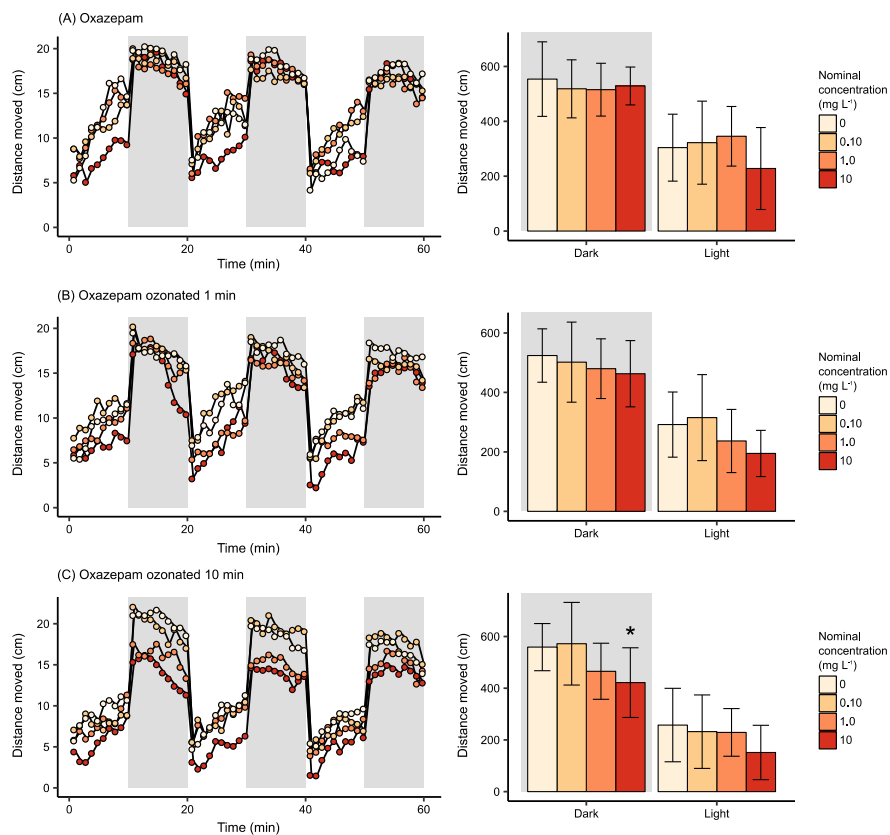 (A) Oxazepam
Distance moved (cm)
20
15
10
5
0
0
20
40
60
Time (min)
Distance moved (cm)
600
400
200
0
Dark
Light
Nominal
concentration
(mg L⁻¹)
0
0.10
1.0
10
(B) Oxazepam ozonated 1 min
Distance moved (cm)
20
15
10
5
0
0
20
40
60
Time (min)
Distance moved (cm)
600
400
200
0
Dark
Light
Nominal
concentration
(mg L⁻¹)
0
0.10
1.0
10
(C) Oxazepam ozonated 10 min
Distance moved (cm)
20
15
10
5
0
0
20
40
60
Time (min)
Distance moved (cm)
600
400
200
0
*
Dark
Light
Nominal
concentration
(mg L⁻¹)
0
0.10
1.0
10